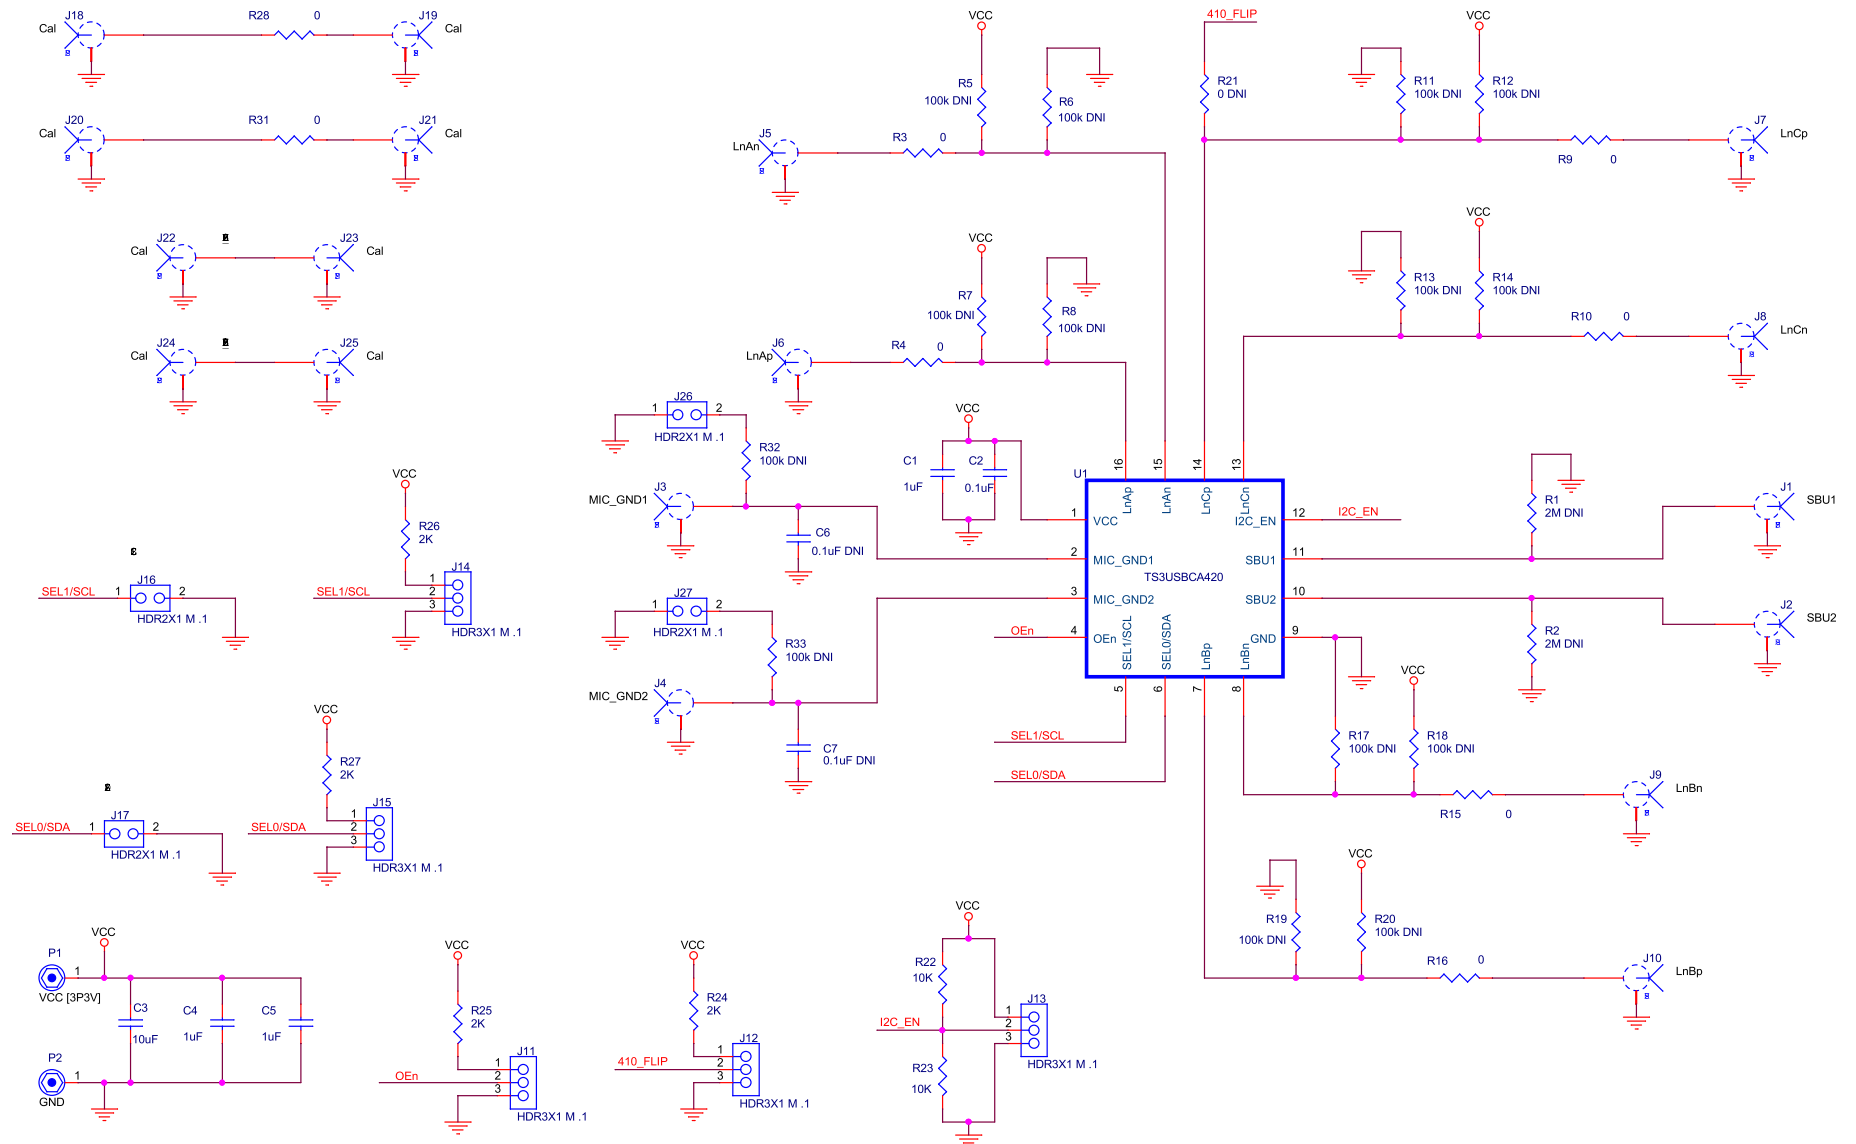 J18 R28 0 J19
Cal Cal
J20 R31 0 J21
Cal Cal
J22 J23
Cal Cal
J24 J25
Cal Cal
VCC
R5
100k DNI
R6
100k DNI
J5
LnAn
R3 0
VCC
R7
100k DNI
R8
100k DNI
J6
LnAp
R4 0
410_FLIP
R21
0 DNI
VCC
R11
100k DNI
R12
100k DNI
R9 0
J7
LnCp
VCC
R13
100k DNI
R14
100k DNI
R10 0
J8
LnCn
J26
1 2
HDR2X1 M .1
R32
100k DNI
J3
MIC_GND1
C6
0.1uF DNI
J27
1 2
HDR2X1 M .1
R33
100k DNI
J4
MIC_GND2
C7
0.1uF DNI
VCC
C1
1uF
C2
0.1uF
U1
TS3USBCA420
16 LnAp
15 LnAn
14 LnCp
13 LnCn
1 VCC
2 MIC_GND1
3 MIC_GND2
4 OEn
OEn
5 SEL1/SCL
6 SEL0/SDA
7 LnBp
8 LnBn
12 I2C_EN
11 SBU1
10 SBU2
9 GND
I2C_EN
SEL1/SCL
SEL0/SDA
R1
2M DNI
J1
SBU1
R2
2M DNI
J2
SBU2
VCC
R17
100k DNI
R18
100k DNI
R15 0
J9
LnBn
VCC
R19
100k DNI
R20
100k DNI
R16 0
J10
LnBp
J16
SEL1/SCL 1 2
HDR2X1 M .1
VCC
R26
2K
J14
SEL1/SCL
1
2
3
HDR3X1 M .1
J17
SEL0/SDA 1 2
HDR2X1 M .1
VCC
R27
2K
J15
SEL0/SDA
1
2
3
HDR3X1 M .1
VCC
P1
1
VCC [3P3V]
C3
10uF
C4
1uF
C5
1uF
P2
1
GND
VCC
R25
2K
J11
OEn
1
2
3
HDR3X1 M .1
VCC
R24
2K
J12
410_FLIP
1
2
3
HDR3X1 M .1
VCC
R22
10K
I2C_EN
R23
10K
J13
1
2
3
HDR3X1 M .1